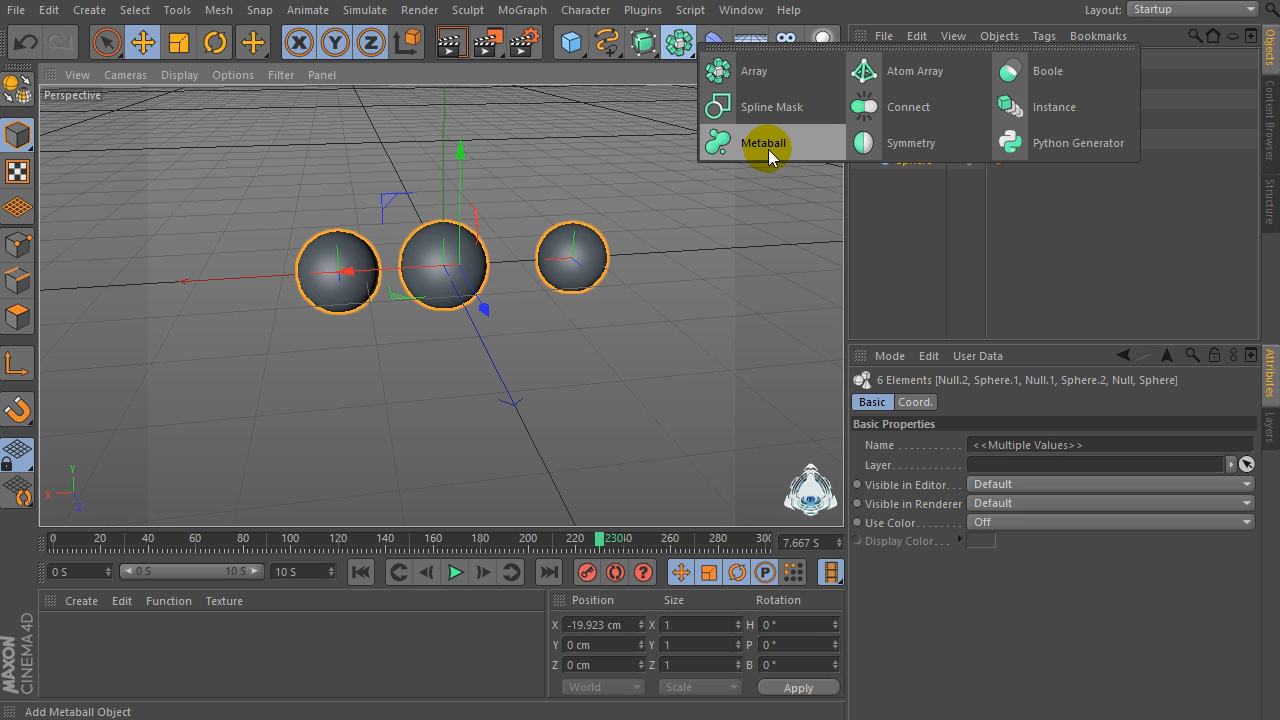 File Edit Create Select Tools Mesh Snap Animate Simulate Render Sculpt MoGraph Character Plugins Script Window Help Layout: Startup
File Edit View Objects Tags Bookmarks
View Cameras Display Options Filter Panel
Perspective
Array Atom Array Boole
Spline Mask Connect Instance
Metaball Symmetry Python Generator
Objects
Content Browser
Structure
Mode Edit User Data
6 Elements [Null.2, Sphere.1, Null.1, Sphere.2, Null, Sphere]
Basic Coord.
Basic Properties
Name <<Multiple Values>>
Layer
Visible in Editor Default
Visible in Renderer Default
Use Color Off
Display Color
Attributes
Layers
Y
X
Z
0 20 40 60 80 100 120 140 160 180 200 220 230 260 280 7.667 S
0 S 0 S 10 S 10 S
Create Edit Function Texture
Position Size Rotation
X -19.923 cm X 1 H 0 °
Y 0 cm Y 1 P 0 °
Z 0 cm Z 1 B 0 °
World Scale Apply
MAXON
CINEMA 4D
Add Metaball Object